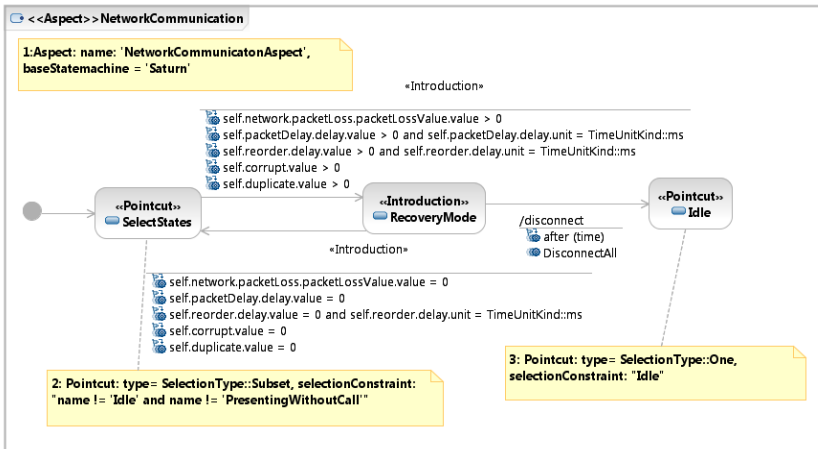 <<Aspect>>NetworkCommunication
1:Aspect: name: 'NetworkCommunicatonAspect',
baseStatemachine = 'Saturn'
«Introduction»
self.network.packetLoss.packetLossValue.value > 0
self.packetDelay.delay.value > 0 and self.packetDelay.delay.unit = TimeUnitKind::ms
self.reorder.delay.value > 0 and self.reorder.delay.unit = TimeUnitKind::ms
self.corrupt.value > 0
self.duplicate.value > 0
«Pointcut»
SelectStates
«Introduction»
RecoveryMode
«Pointcut»
Idle
/disconnect
after (time)
DisconnectAll
«Introduction»
self.network.packetLoss.packetLossValue.value = 0
self.packetDelay.delay.value = 0
self.reorder.delay.value = 0 and self.reorder.delay.unit = TimeUnitKind::ms
self.corrupt.value = 0
self.duplicate.value = 0
2: Pointcut: type= SelectionType::Subset, selectionConstraint:
"name != 'Idle' and name != 'PresentingWithoutCall'"
3: Pointcut: type= SelectionType::One,
selectionConstraint: "Idle"